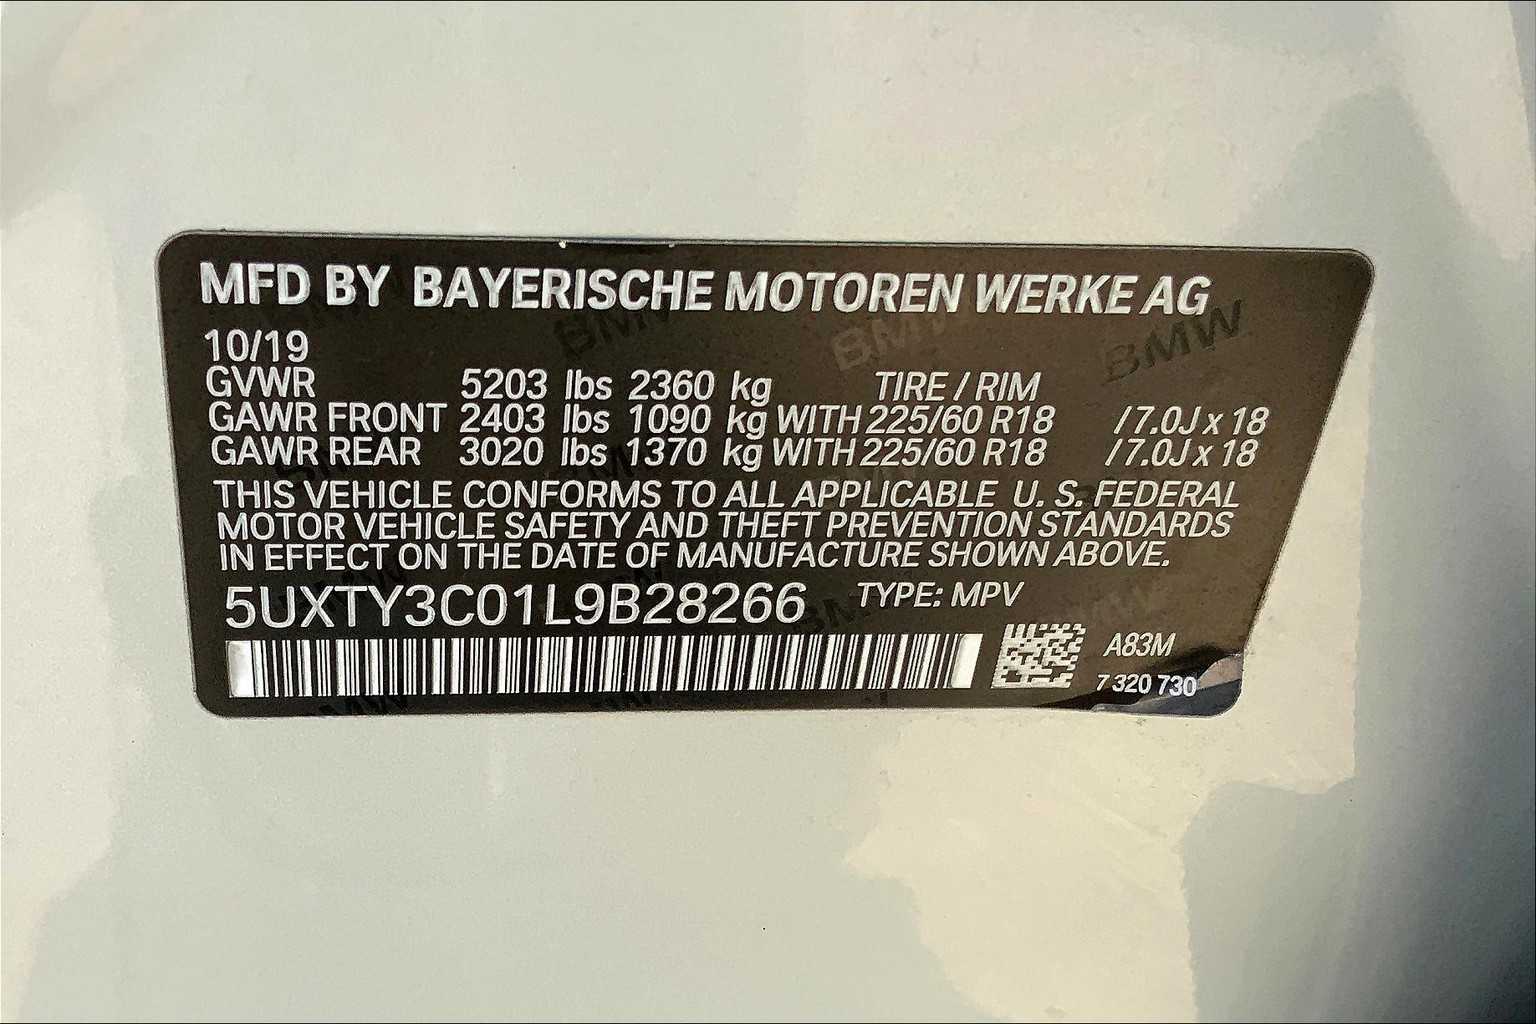 MFD BY BAYERISCHE MOTOREN WERKE AG
10/19
GVWR 5203 lbs 2360 kg TIRE / RIM
GAWR FRONT 2403 lbs 1090 kg WITH 225/60 R18 / 7.0J x 18
GAWR REAR 3020 lbs 1370 kg WITH 225/60 R18 / 7.0J x 18
THIS VEHICLE CONFORMS TO ALL APPLICABLE U. S. FEDERAL
MOTOR VEHICLE SAFETY AND THEFT PREVENTION STANDARDS
IN EFFECT ON THE DATE OF MANUFACTURE SHOWN ABOVE.
5UXTY3C01L9B28266 TYPE: MPV
A83M
7 320 730
BMW
BMW
BMW